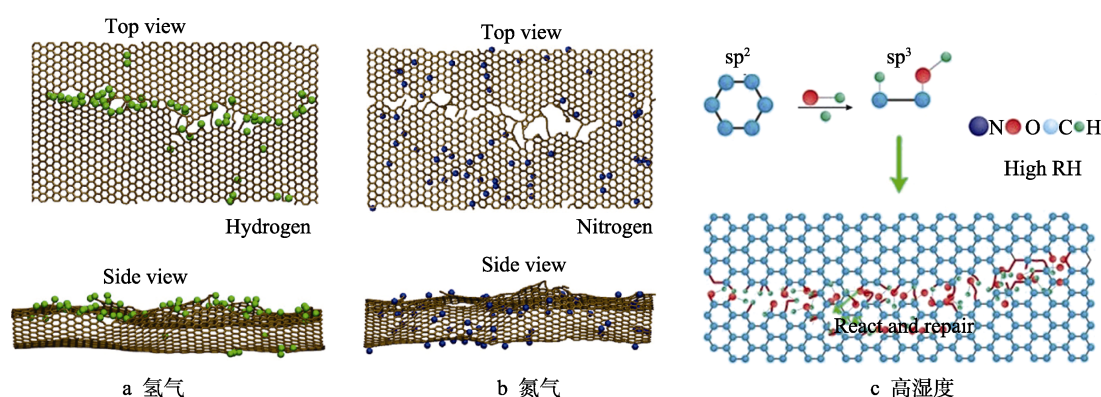 Top view
Hydrogen
Side view
a 氢气
Top view
Nitrogen
Side view
b 氮气
sp²
sp³
N O C H
High RH
React and repair
c 高湿度